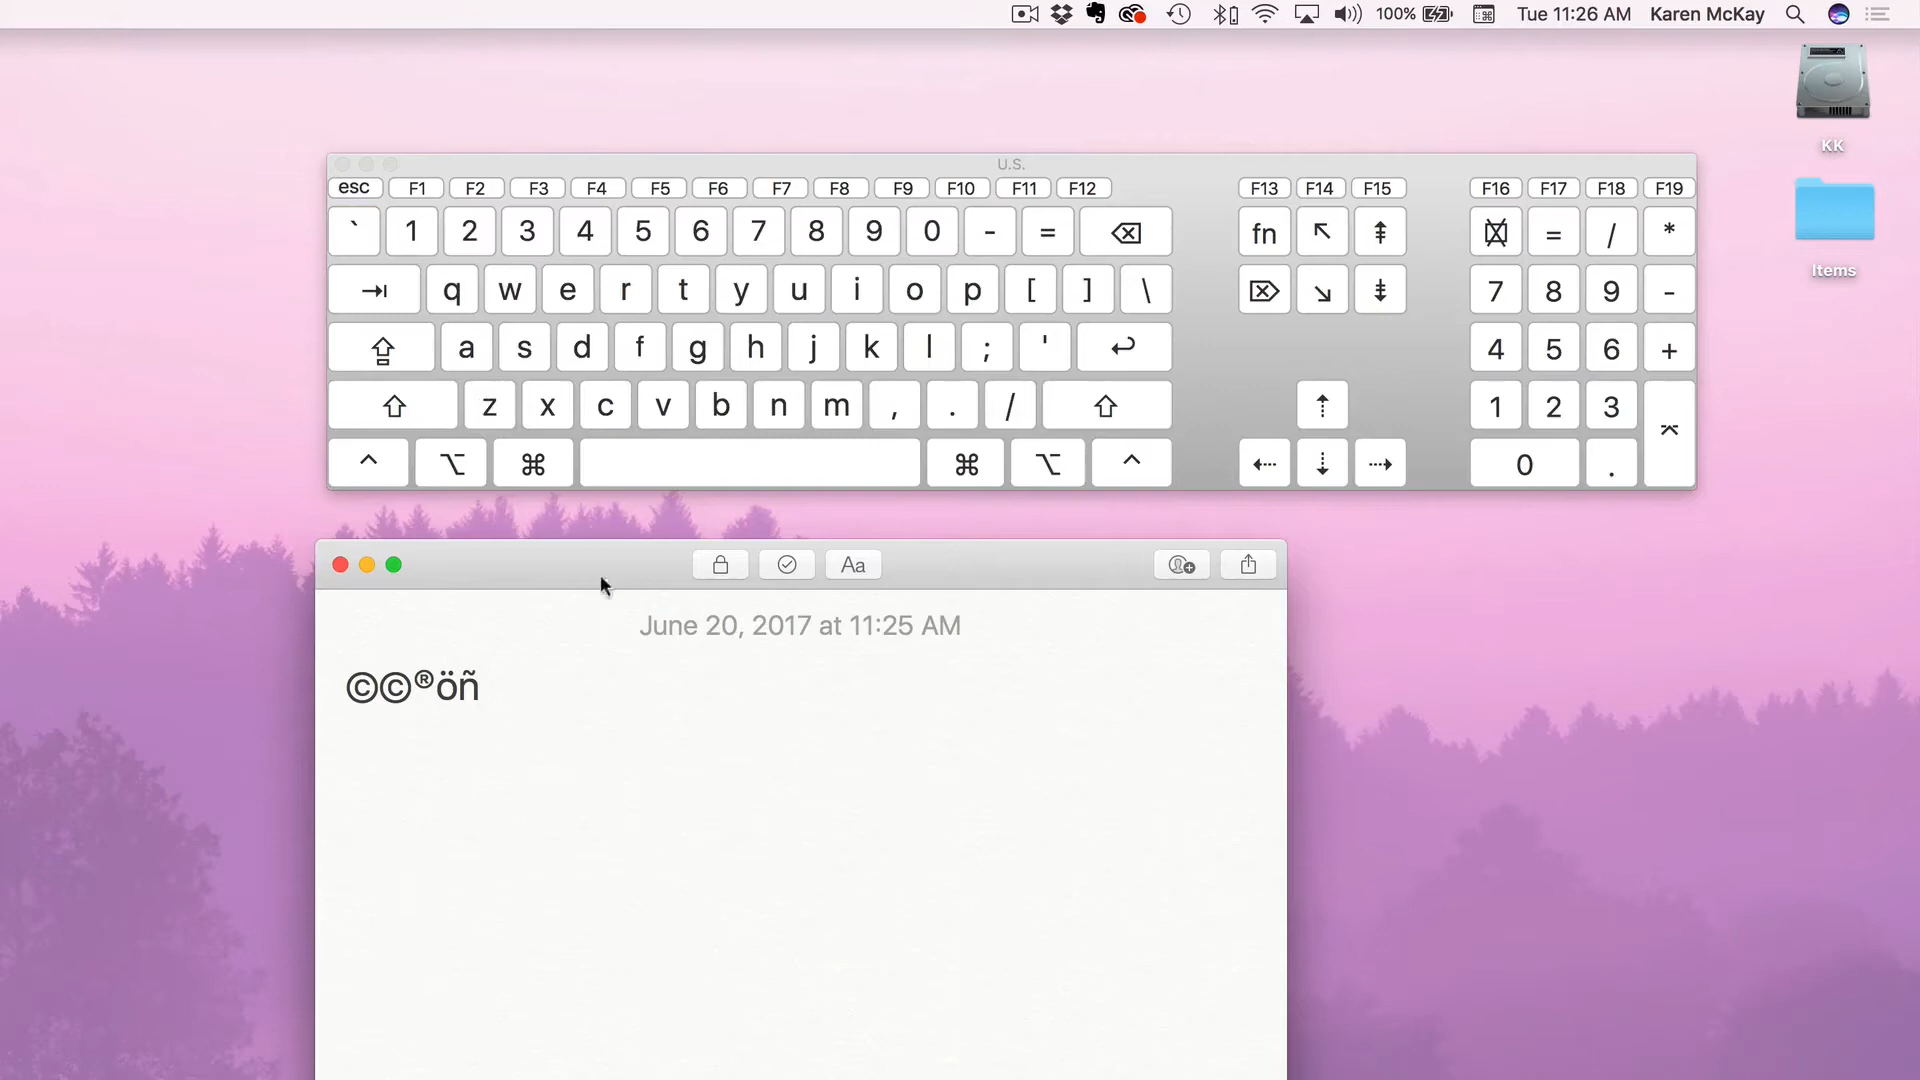 100% Tue 11:26 AM Karen McKay
KK
Items
U.S.
esc F1 F2 F3 F4 F5 F6 F7 F8 F9 F10 F11 F12 F13 F14 F15 F16 F17 F18 F19
` 1 2 3 4 5 6 7 8 9 0 - = ⌫ fn ↖ ⇞ = / *
⇥ q w e r t y u i o p [ ] \ ⌦ ↘ ⇟ 7 8 9 -
⇪ a s d f g h j k l ; ' ↩ 4 5 6 +
⇧ z x c v b n m , . / ⇧ ⇡ 1 2 3 ⌅
^ ⌥ ⌘ ⌘ ⌥ ^ ⇠ ⇣ ⇢ 0 .
Aa
June 20, 2017 at 11:25 AM
©©®öñ